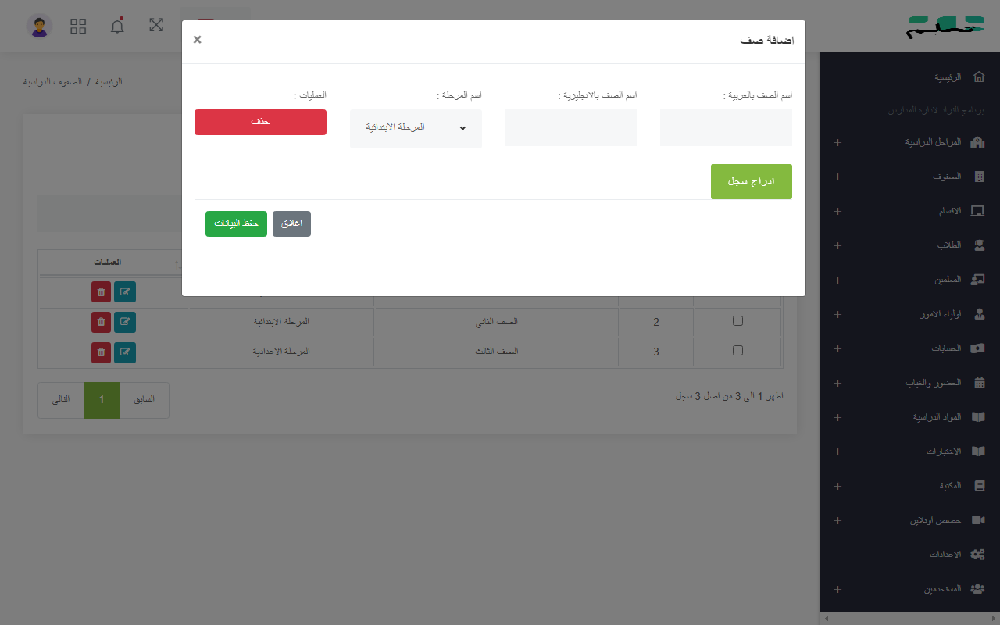 اضافة صف
×
اسم الصف بالعربية :
اسم الصف بالانجليزية :
اسم المرحلة :
العمليات :
المرحلة الابتدائية
حذف
ادراج سجل
اغلاق
حفظ البيانات
الرئيسية / الصفوف الدراسية
العمليات
2 الصف الثاني المرحلة الابتدائية
3 الصف الثالث المرحلة الاعدادية
اظهر 1 الي 3 من اصل 3 سجل
السابق 1 التالي
الرئيسية
برنامج التراد لادارة المدارس
المراحل الدراسية +
الصفوف +
الاقسام +
الطلاب +
المعلمين +
اولياء الامور +
الحسابات +
الحضور والغياب +
المواد الدراسية +
الاختبارات +
المكتبة +
حصص اونلاين +
الاعدادات
المستخدمين +